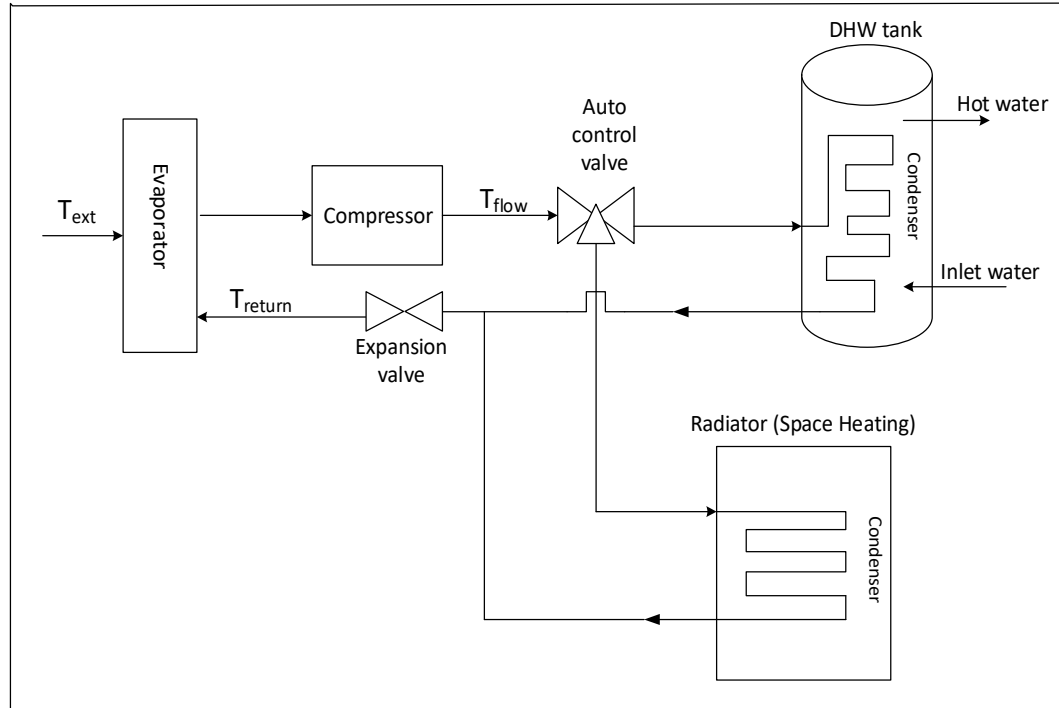 DHW tank
Hot water
Auto
control
valve
Evaporator
Condenser
T_ext
Compressor
T_flow
Inlet water
T_return
Expansion
valve
Radiator (Space Heating)
Condenser